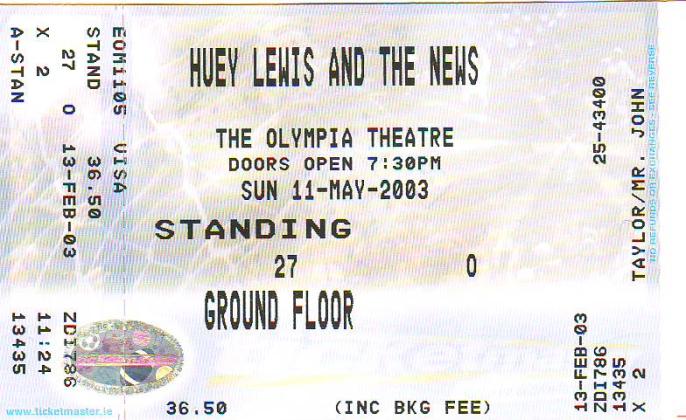 EOM1105 VISA
STAND 36.50
27 0 13-FEB-03 ZDI786
X 2 11:24
A-STAN 13435
HUEY LEWIS AND THE NEWS
THE OLYMPIA THEATRE
DOORS OPEN 7:30PM
SUN 11-MAY-2003
STANDING
27 0
GROUND FLOOR
36.50 (INC BKG FEE)
www.ticketmaster.ie
25-43400
13-FEB-03
ZDI786
13435
TAYLOR/MR. JOHN X 2
NO REFUNDS OR EXCHANGES - SEE REVERSE